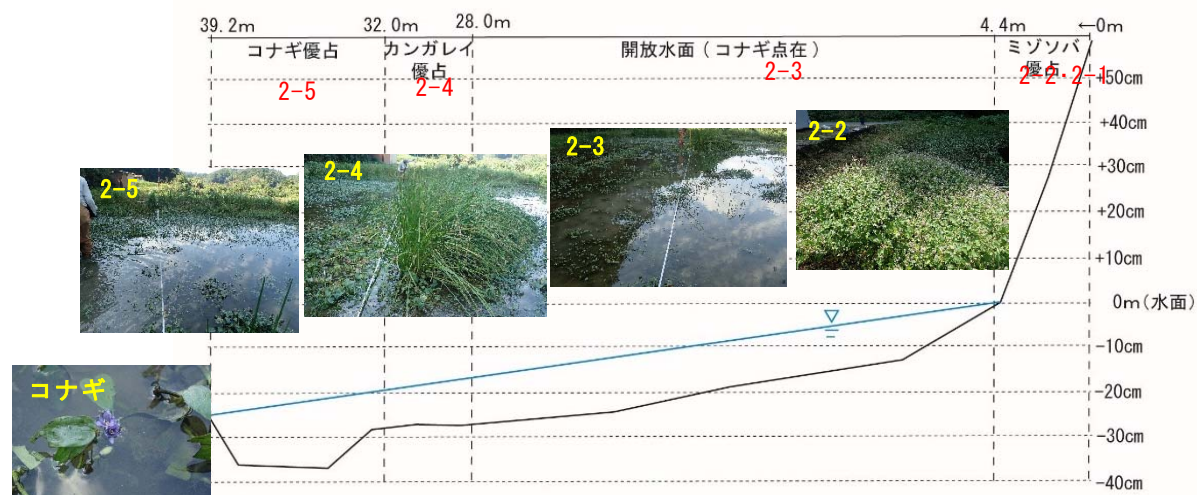 39.2m 32.0m 28.0m 4.4m ←0m
コナギ優占 カンガレイ優占 開放水面(コナギ点在) ミゾソバ優占
2-5 2-4 2-3 2-2・2-1
+50cm
+40cm
2-2
2-3
+30cm
2-4
2-5
+20cm
+10cm
0m(水面)
-10cm
コナギ
-20cm
-30cm
-40cm